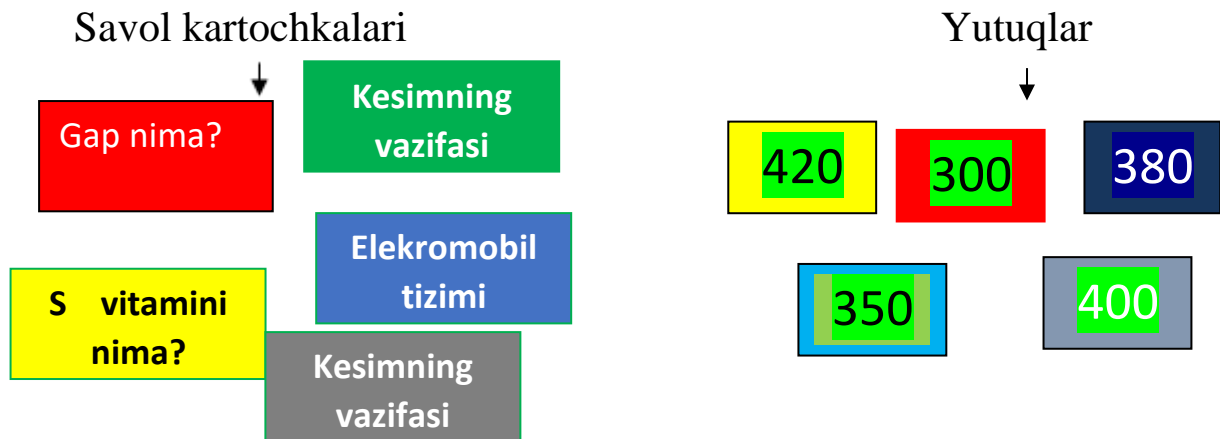 Savol kartochkalari
Gap nima?
Kesimning
vazifasi
Elekromobil
tizimi
S vitamini
nima?
Kesimning
vazifasi
Yutuqlar
420
300
380
350
400